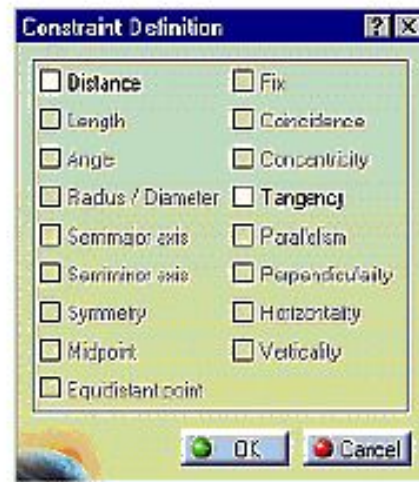 Constraint Definition
Distance
Fix
Length
Coincidence
Angle
Concentricity
Radius / Diameter
Tangency
Semimajor axis
Parallelism
Semiminor axis
Perpendicularity
Symmetry
Horizontality
Midpoint
Verticality
Equidistant point
OK
Cancel